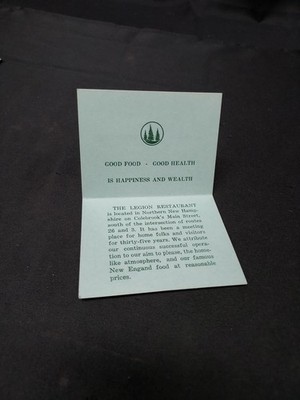 GOOD FOOD - GOOD HEALTH
IS HAPPINESS AND WEALTH
THE LEGION RESTAURANT
is located in Northern New Hamp-
shire on Colebrook's Main Street,
south of the intersection of routes
26 and 3. It has been a meeting
place for home folks and visitors
for thirty-five years. We attribute
our continuous successful opera-
tion to our aim to please, the home-
like atmosphere, and our famous
New Engand food at reasonable
prices.